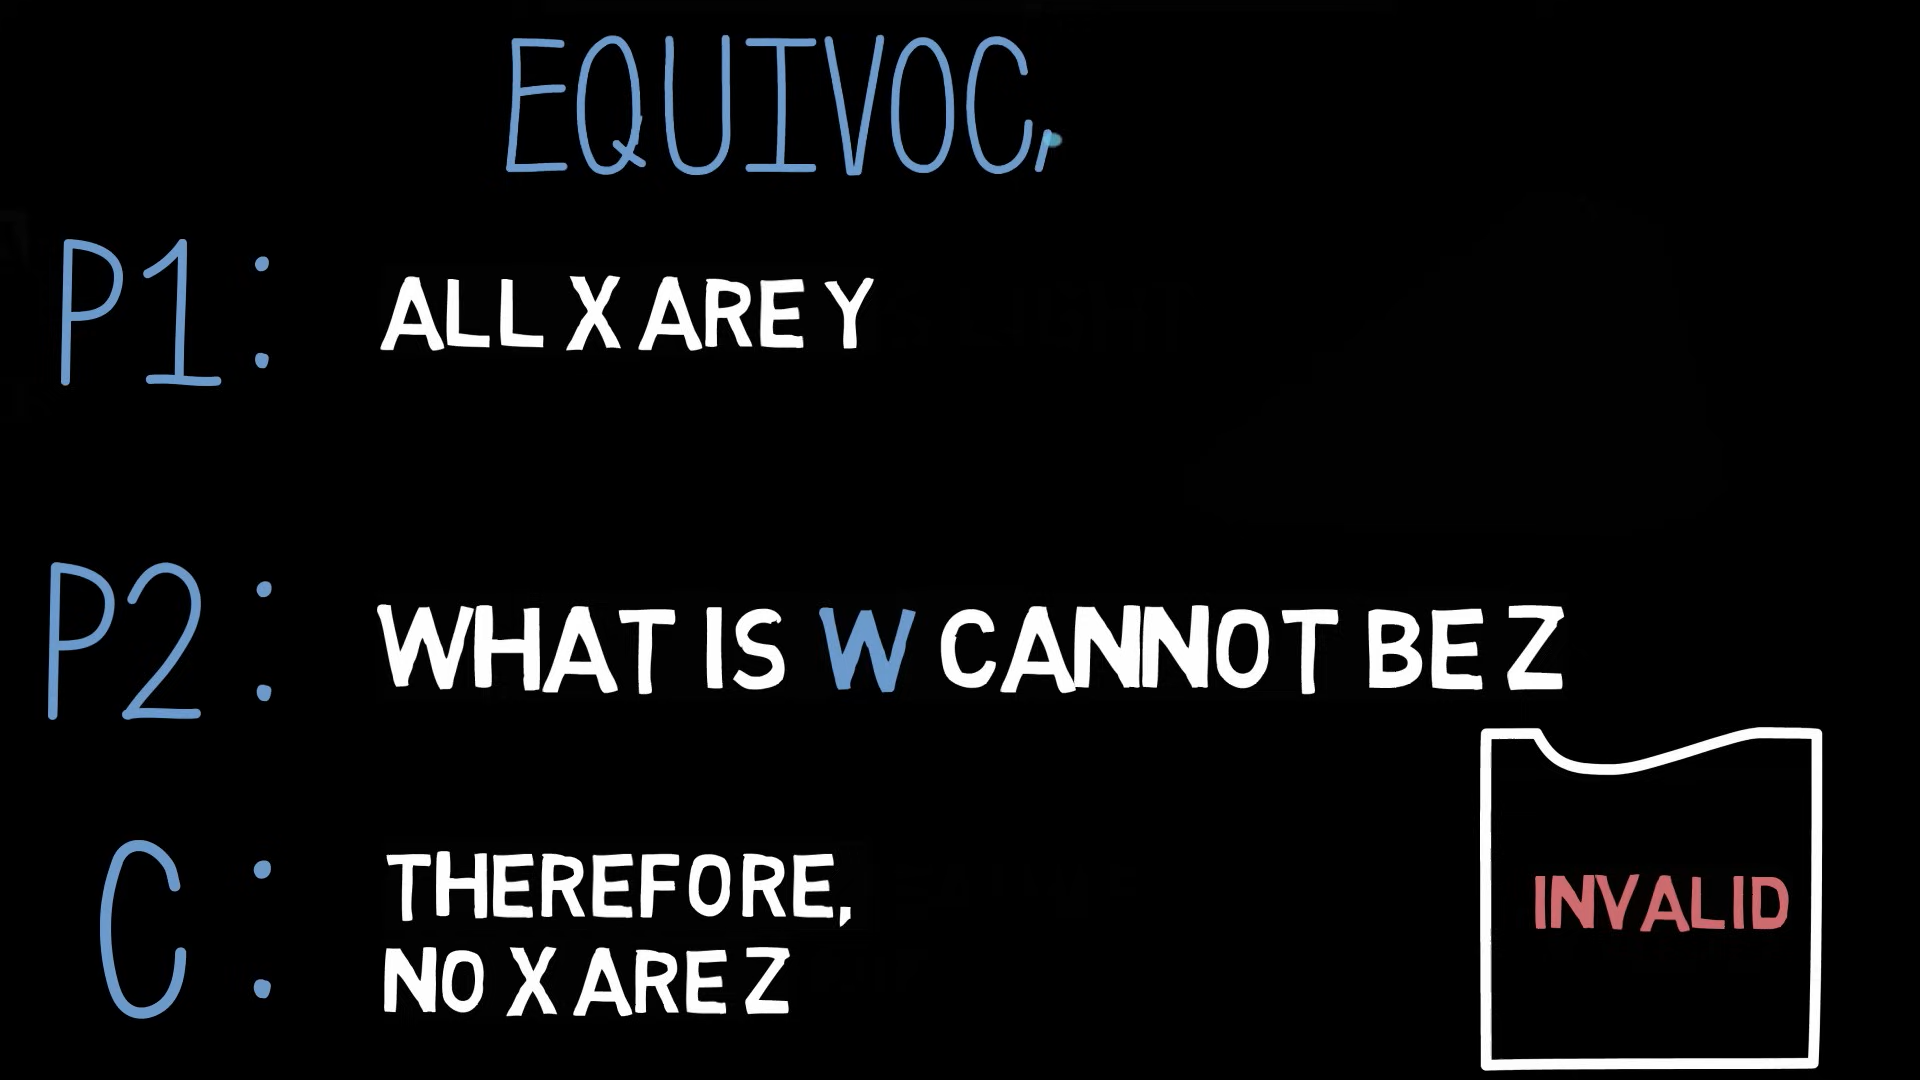 EQUIVOC
P1: ALL X ARE Y
P2: WHAT IS W CANNOT BE Z
C: THEREFORE,
NO X ARE Z
INVALID